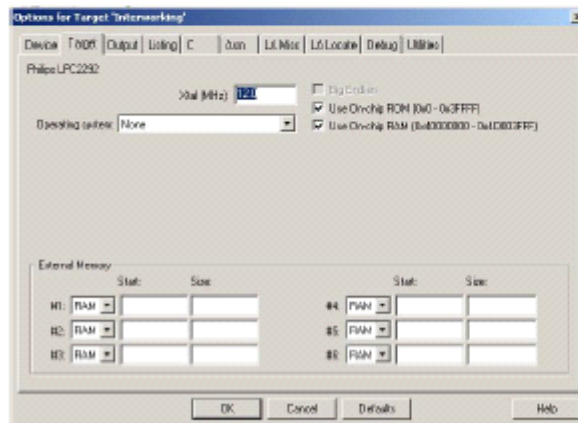 Options for Target 'Interworking'
Device Target Output Listing C Asm LA Misc LA Locate Debug Utilities
Philips LPC2292
Xtal (MHz): 12.0
Big Endian
Use On-chip ROM (0x0 - 0x3FFFF)
Operating system: None
Use On-chip RAM (0x40000000 - 0x40003FFF)
External Memory
Start: Size: Start: Size:
#1: RAM #4: RAM
#2: RAM #5: RAM
#3: RAM #6: RAM
OK Cancel Defaults Help